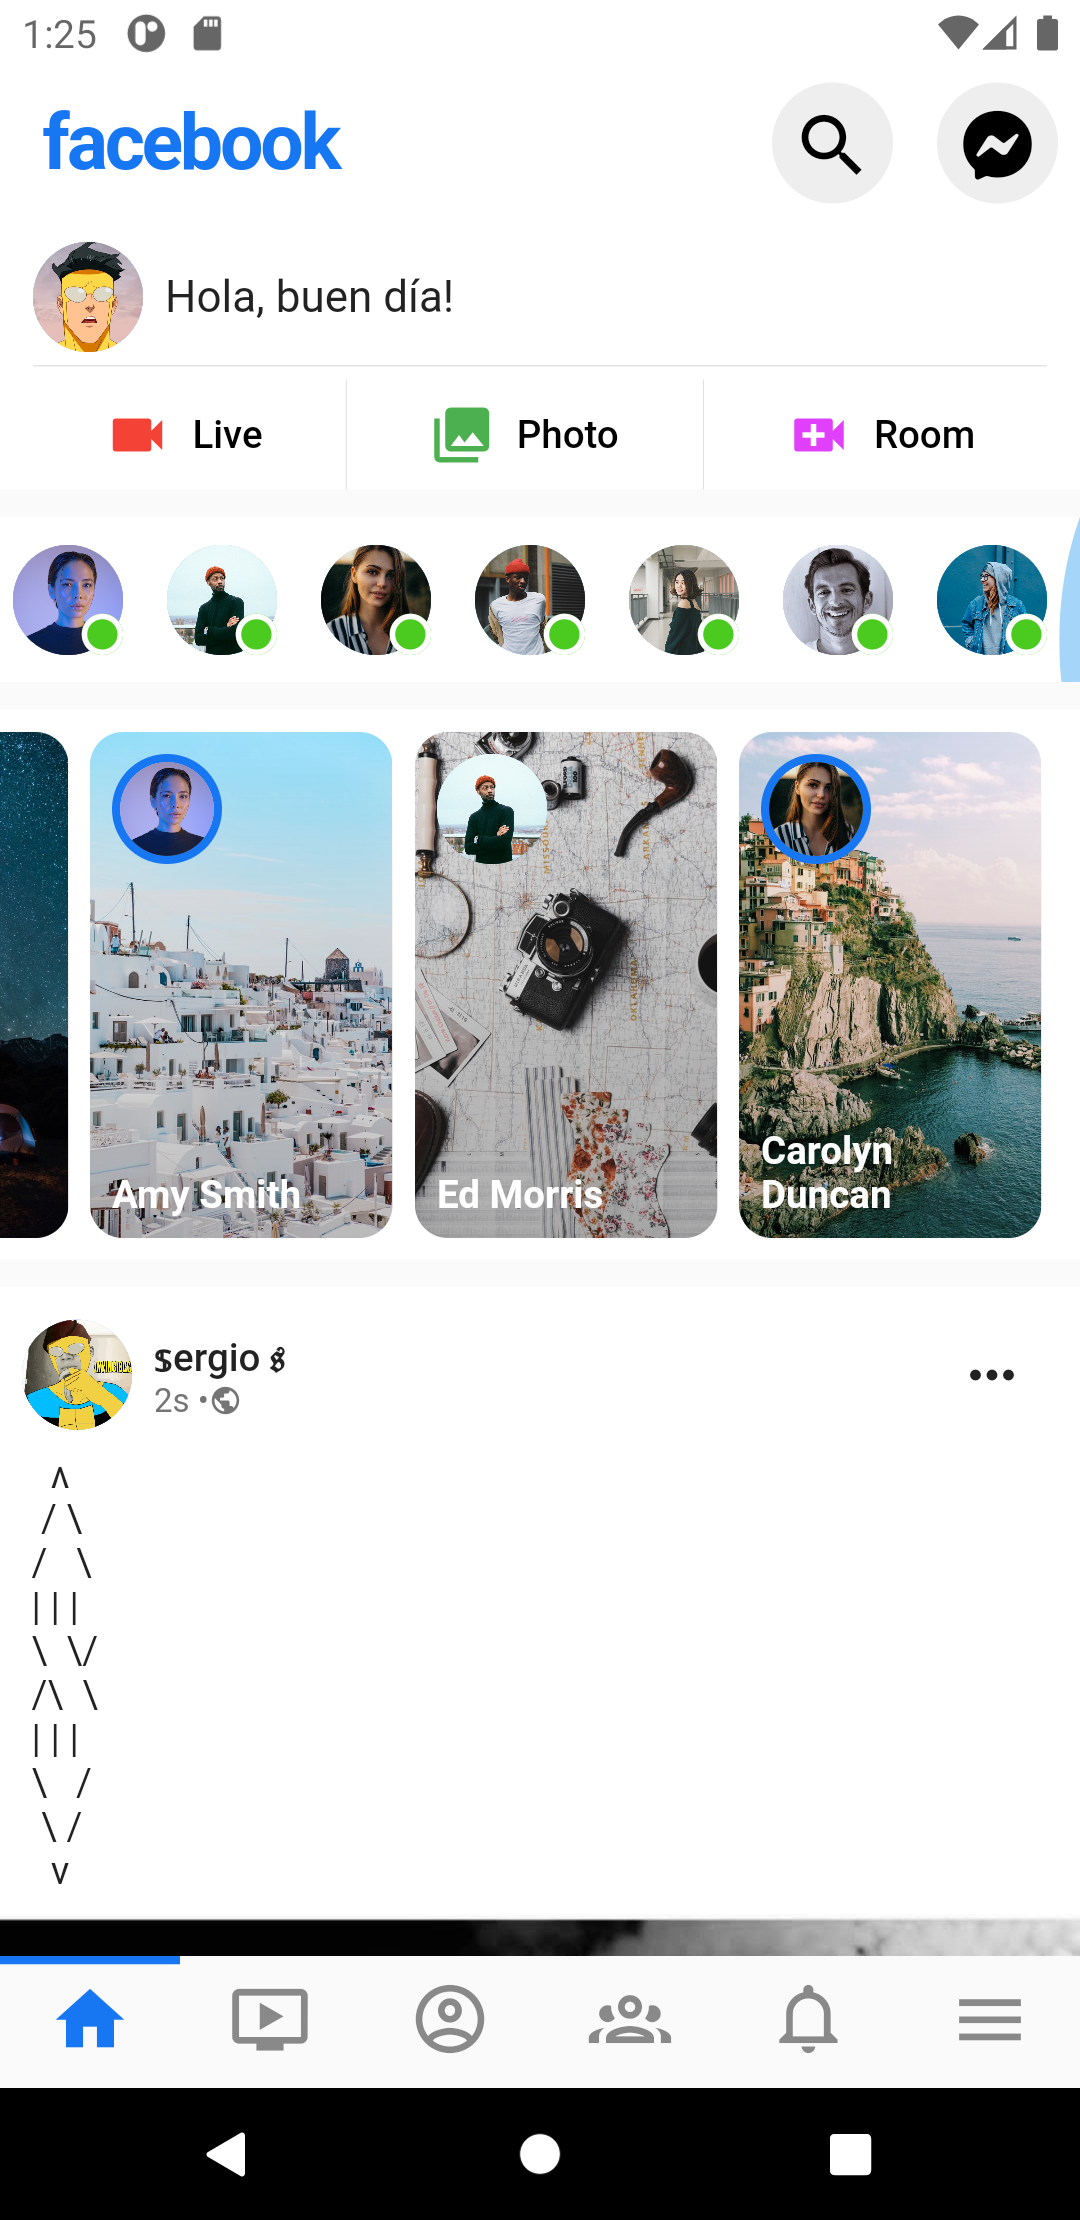 1:25
facebook
Hola, buen día!
Live
Photo
Room
Amy Smith
Ed Morris
Carolyn
Duncan
sergio 𝓈
2s •
^
/ \
/   \
| | |
\  \/
/\  \
| | |
\   /
\ /
v